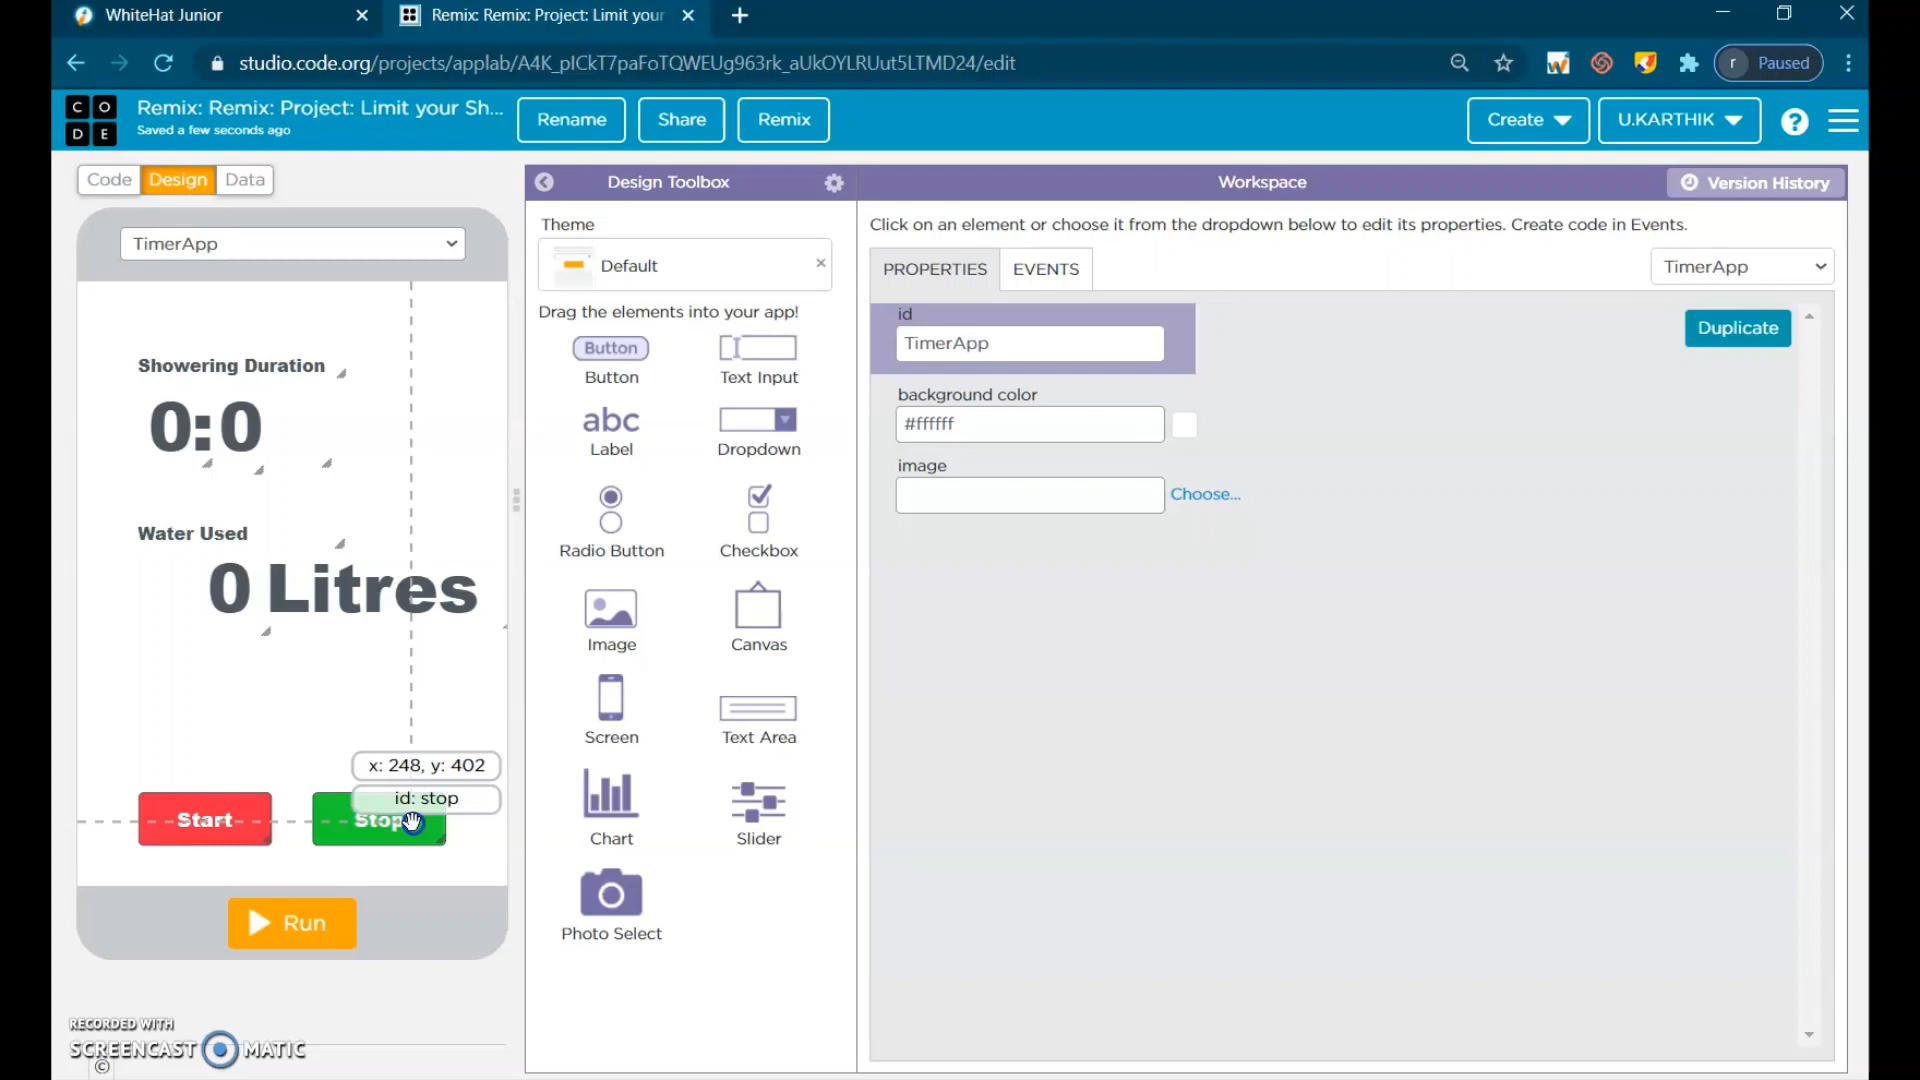 WhiteHat Junior
Remix: Remix: Project: Limit your
studio.code.org/projects/applab/A4K_pICkT7paFoTQWEUg963rk_aUkOYLRUut5LTMD24/edit
r Paused
C O
D E
Remix: Remix: Project: Limit your Sh...
Saved a few seconds ago
Rename
Share
Remix
Create
U.KARTHIK
?
Code
Design
Data
Design Toolbox
Workspace
Version History
TimerApp
Theme
Default
Drag the elements into your app!
Button
Button
Text Input
abc
Label
Dropdown
Radio Button
Checkbox
Image
Canvas
Screen
Text Area
Chart
Slider
Photo Select
Click on an element or choose it from the dropdown below to edit its properties. Create code in Events.
PROPERTIES
EVENTS
TimerApp
id
TimerApp
Duplicate
background color
#ffffff
image
Choose...
Showering Duration
0:0
Water Used
0 Litres
x: 248, y: 402
id: stop
Start
Stop
Run
RECORDED WITH
SCREENCAST MATIC
©